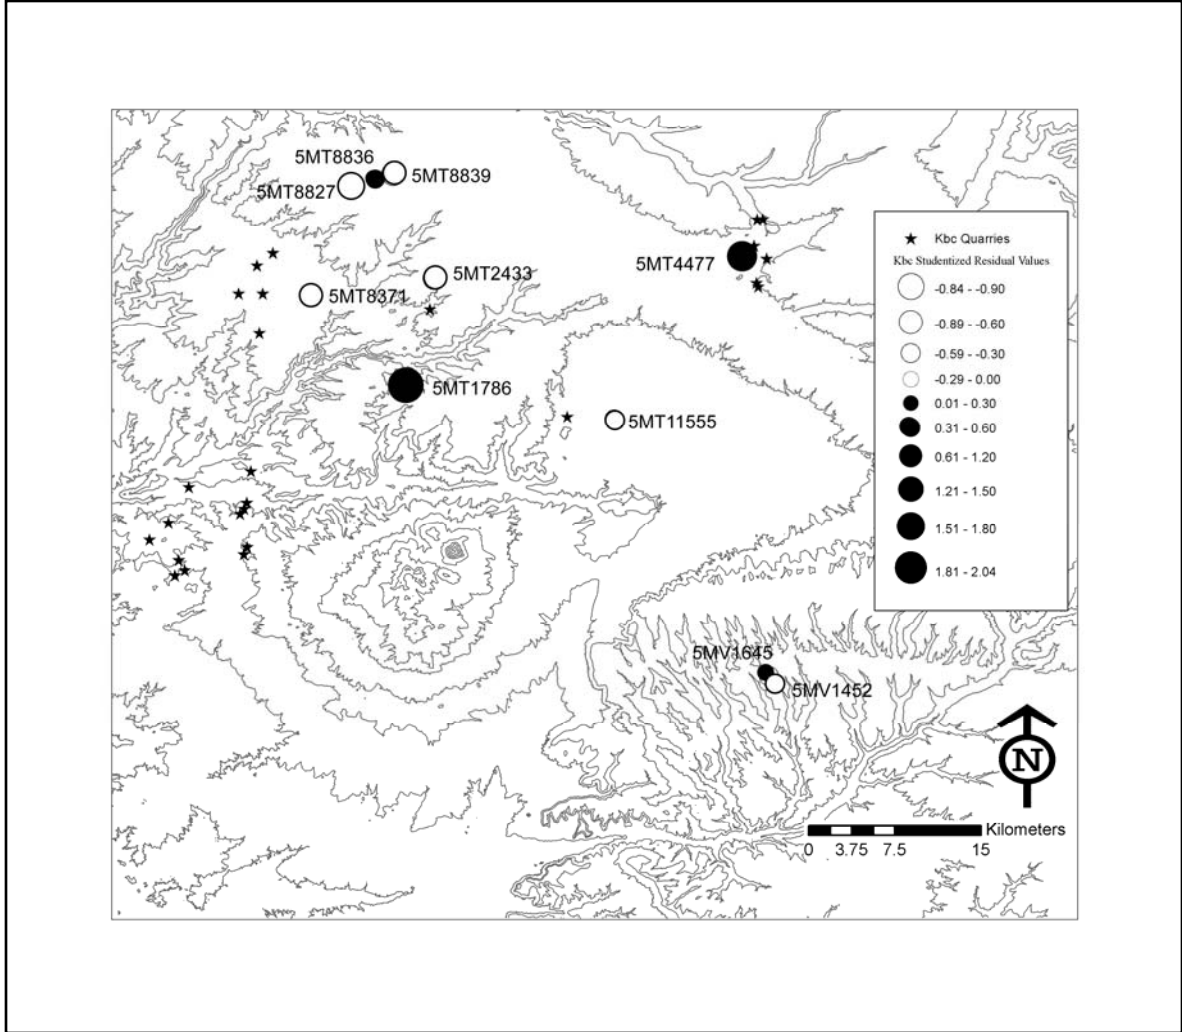 5MT8836
5MT8839
5MT8827
5MT4477
5MT2433
5MT8371
5MT1786
5MT11555
Kbc Quarries
Kbc Studentized Residual Values
-0.84 - -0.90
-0.89 - -0.60
-0.59 - -0.30
-0.29 - 0.00
0.01 - 0.30
0.31 - 0.60
0.61 - 1.20
1.21 - 1.50
1.51 - 1.80
1.81 - 2.04
5MV1645
5MV1452
N
Kilometers
0 3.75 7.5 15